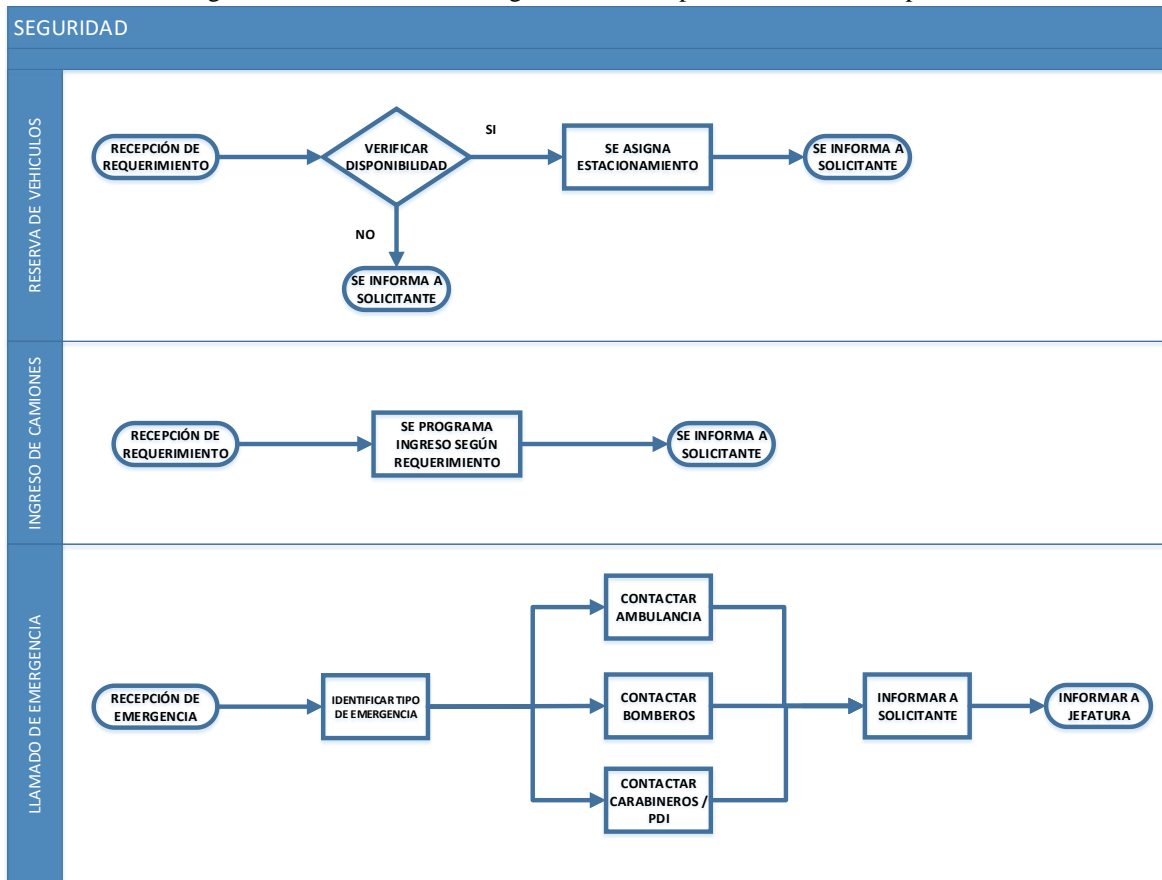 SEGURIDAD
RESERVA DE VEHICULOS
RECEPCIÓN DE
REQUERIMIENTO
VERIFICAR
DISPONIBILIDAD
SI
SE ASIGNA
ESTACIONAMIENTO
SE INFORMA A
SOLICITANTE
NO
SE INFORMA A
SOLICITANTE
INGRESO DE CAMIONES
RECEPCIÓN DE
REQUERIMIENTO
SE PROGRAMA
INGRESO SEGÚN
REQUERIMIENTO
SE INFORMA A
SOLICITANTE
LLAMADO DE EMERGENCIA
RECEPCIÓN DE
EMERGENCIA
IDENTIFICAR TIPO
DE EMERGENCIA
CONTACTAR
AMBULANCIA
CONTACTAR
BOMBEROS
CONTACTAR
CARABINEROS /
PDI
INFORMAR A
SOLICITANTE
INFORMAR A
JEFATURA